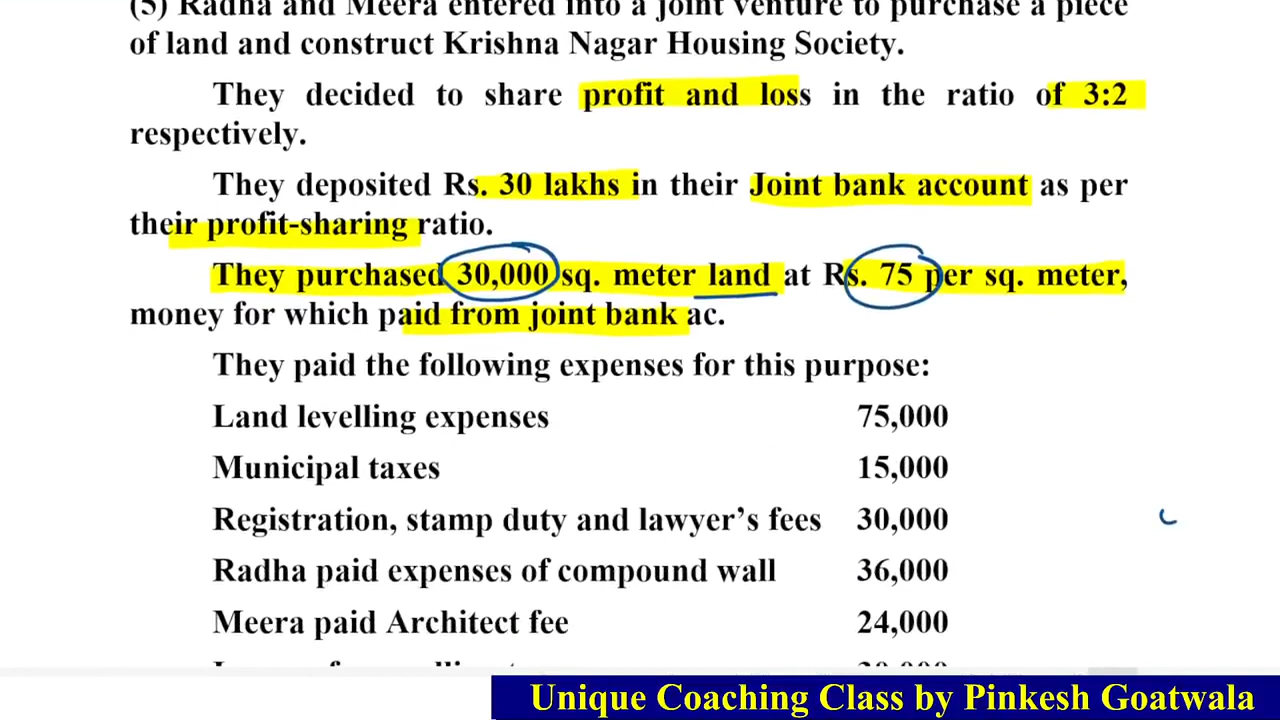 (5) Radha and Meera entered into a joint venture to purchase a piece
of land and construct Krishna Nagar Housing Society.
They decided to share profit and loss in the ratio of 3:2
respectively.
They deposited Rs. 30 lakhs in their Joint bank account as per
their profit-sharing ratio.
They purchased 30,000 sq. meter land at Rs. 75 per sq. meter,
money for which paid from joint bank ac.
They paid the following expenses for this purpose:
Land levelling expenses 75,000
Municipal taxes 15,000
Registration, stamp duty and lawyer's fees 30,000
Radha paid expenses of compound wall 36,000
Meera paid Architect fee 24,000
Unique Coaching Class by Pinkesh Goatwala